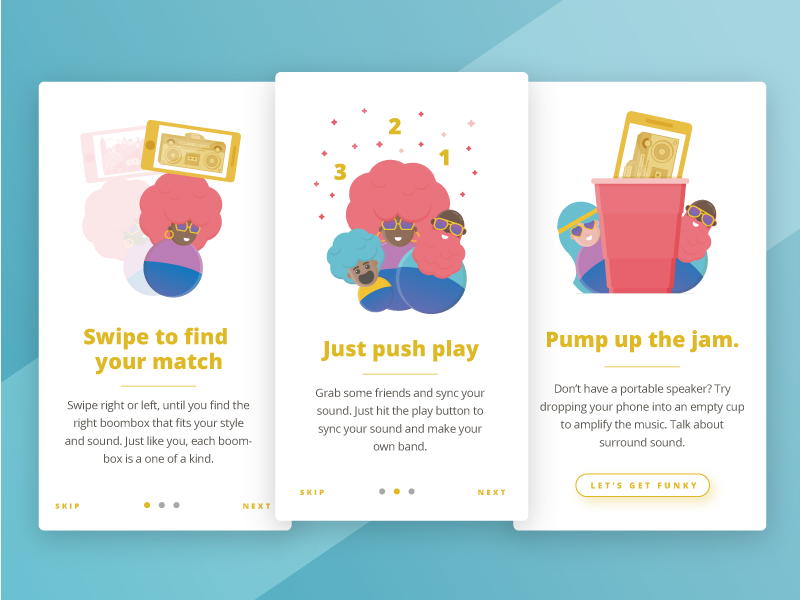 Swipe to find
your match
Swipe right or left, until you find the
right boombox that fits your style
and sound. Just like you, each boom-
box is a one of a kind.
SKIP
NEXT
2
1
3
Just push play
Grab some friends and sync your
sound. Just hit the play button to
sync your sound and make your
own band.
SKIP
NEXT
Pump up the jam.
Don't have a portable speaker? Try
dropping your phone into an empty cup
to amplify the music. Talk about
surround sound.
LET'S GET FUNKY